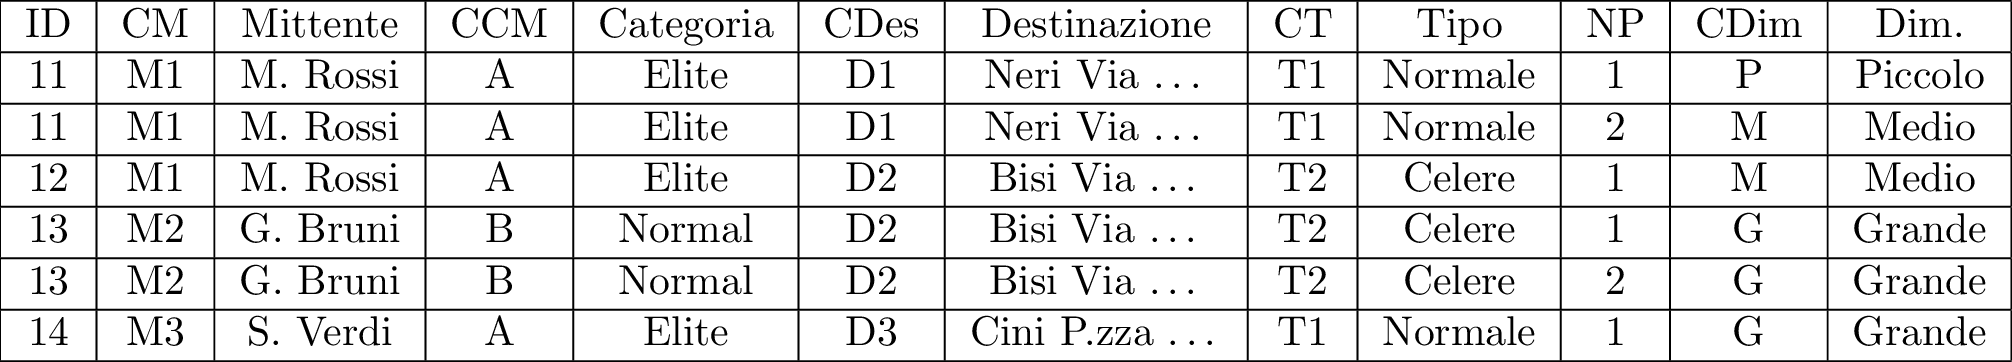 ID CM Mittente CCM Categoria CDes Destinazione CT Tipo NP CDim Dim.
11 M1 M. Rossi A Elite D1 Neri Via ... T1 Normale 1 P Piccolo
11 M1 M. Rossi A Elite D1 Neri Via ... T1 Normale 2 M Medio
12 M1 M. Rossi A Elite D2 Bisi Via ... T2 Celere 1 M Medio
13 M2 G. Bruni B Normal D2 Bisi Via ... T2 Celere 1 G Grande
13 M2 G. Bruni B Normal D2 Bisi Via ... T2 Celere 2 G Grande
14 M3 S. Verdi A Elite D3 Cini P.zza ... T1 Normale 1 G Grande